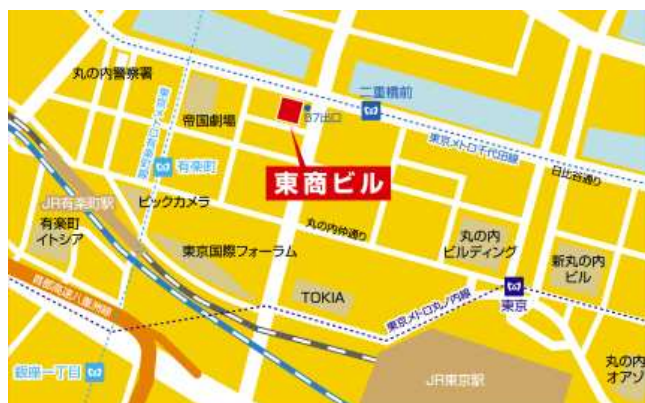 丸の内警察署
二重橋前
帝国劇場
B7出口
東京メトロ有楽町線
東京メトロ千代田線
有楽町
日比谷通り
東商ビル
JR有楽町駅
ビックカメラ
有楽町
イトシア
丸の内仲通り
丸の内
ビルディング
東京国際フォーラム
新丸の内
ビル
TOKIA
首都高速八重洲線
東京メトロ丸ノ内線
東京
丸の内
オアゾ
銀座一丁目
JR東京駅